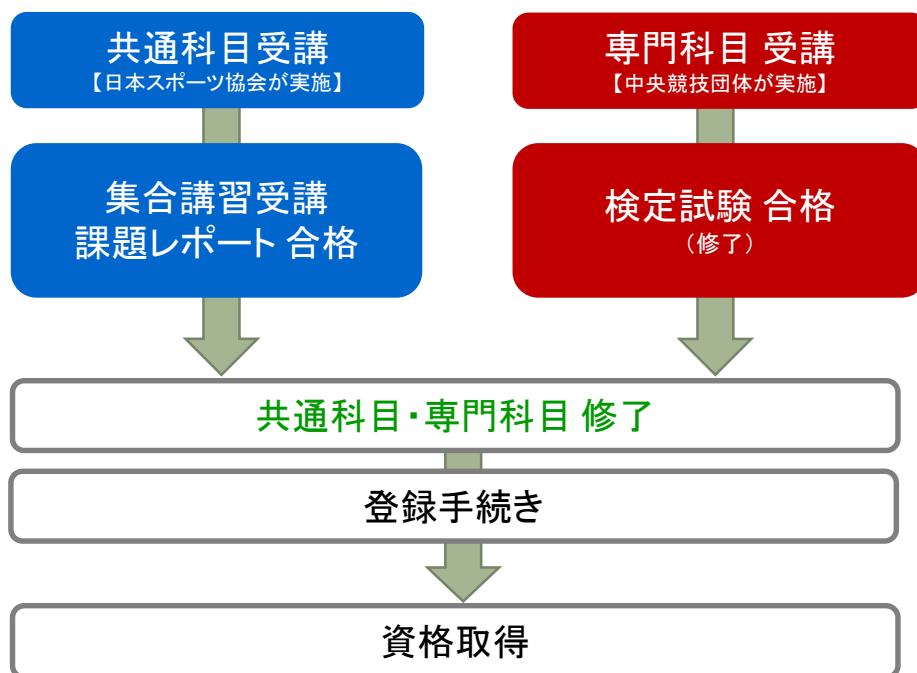 共通科目受講
【日本スポーツ協会が実施】
専門科目 受講
【中央競技団体が実施】
集合講習受講
課題レポート 合格
検定試験 合格
（修了）
共通科目・専門科目 修了
登録手続き
資格取得